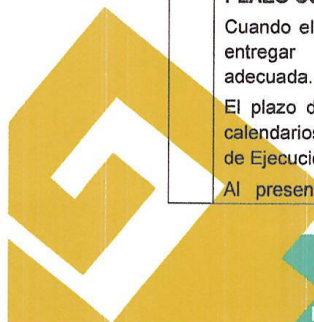 Cuando el
entregar
adecuada.
El plazo d
calendarios
de Ejecució
Al presen